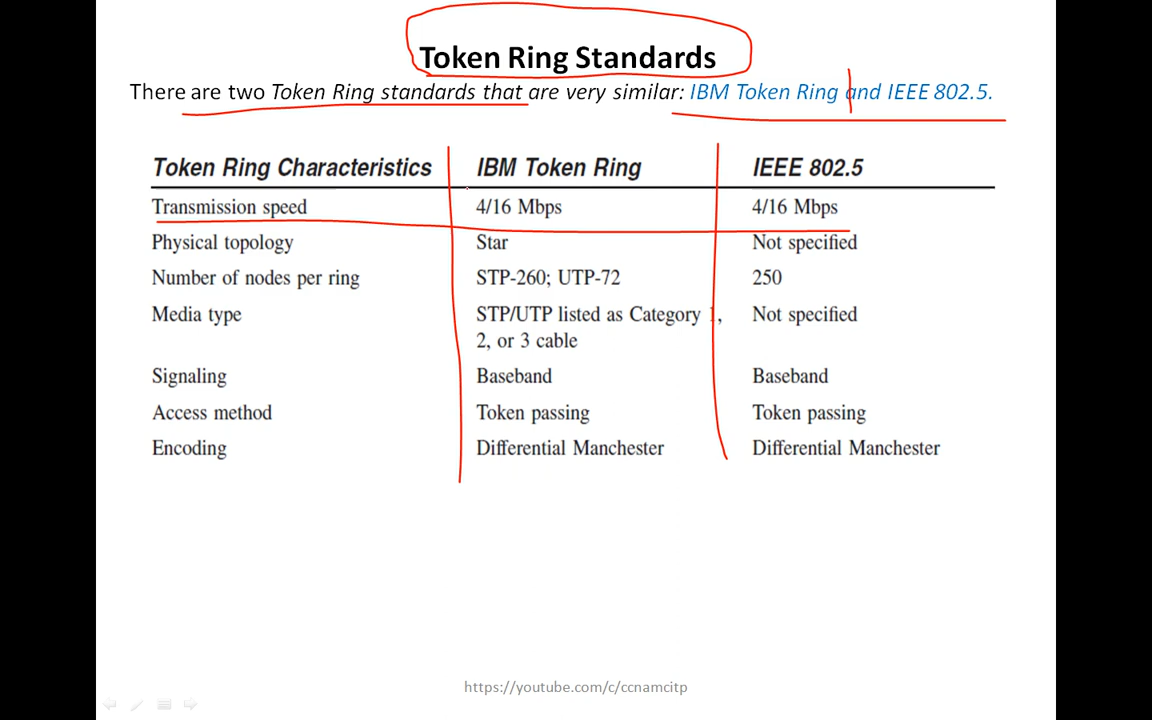 Token Ring Standards
There are two Token Ring standards that are very similar: IBM Token Ring and IEEE 802.5.
Token Ring Characteristics IBM Token Ring IEEE 802.5
Transmission speed 4/16 Mbps 4/16 Mbps
Physical topology Star Not specified
Number of nodes per ring STP-260; UTP-72 250
Media type STP/UTP listed as Category 1, Not specified
2, or 3 cable
Signaling Baseband Baseband
Access method Token passing Token passing
Encoding Differential Manchester Differential Manchester
https://youtube.com/c/ccnamcitp